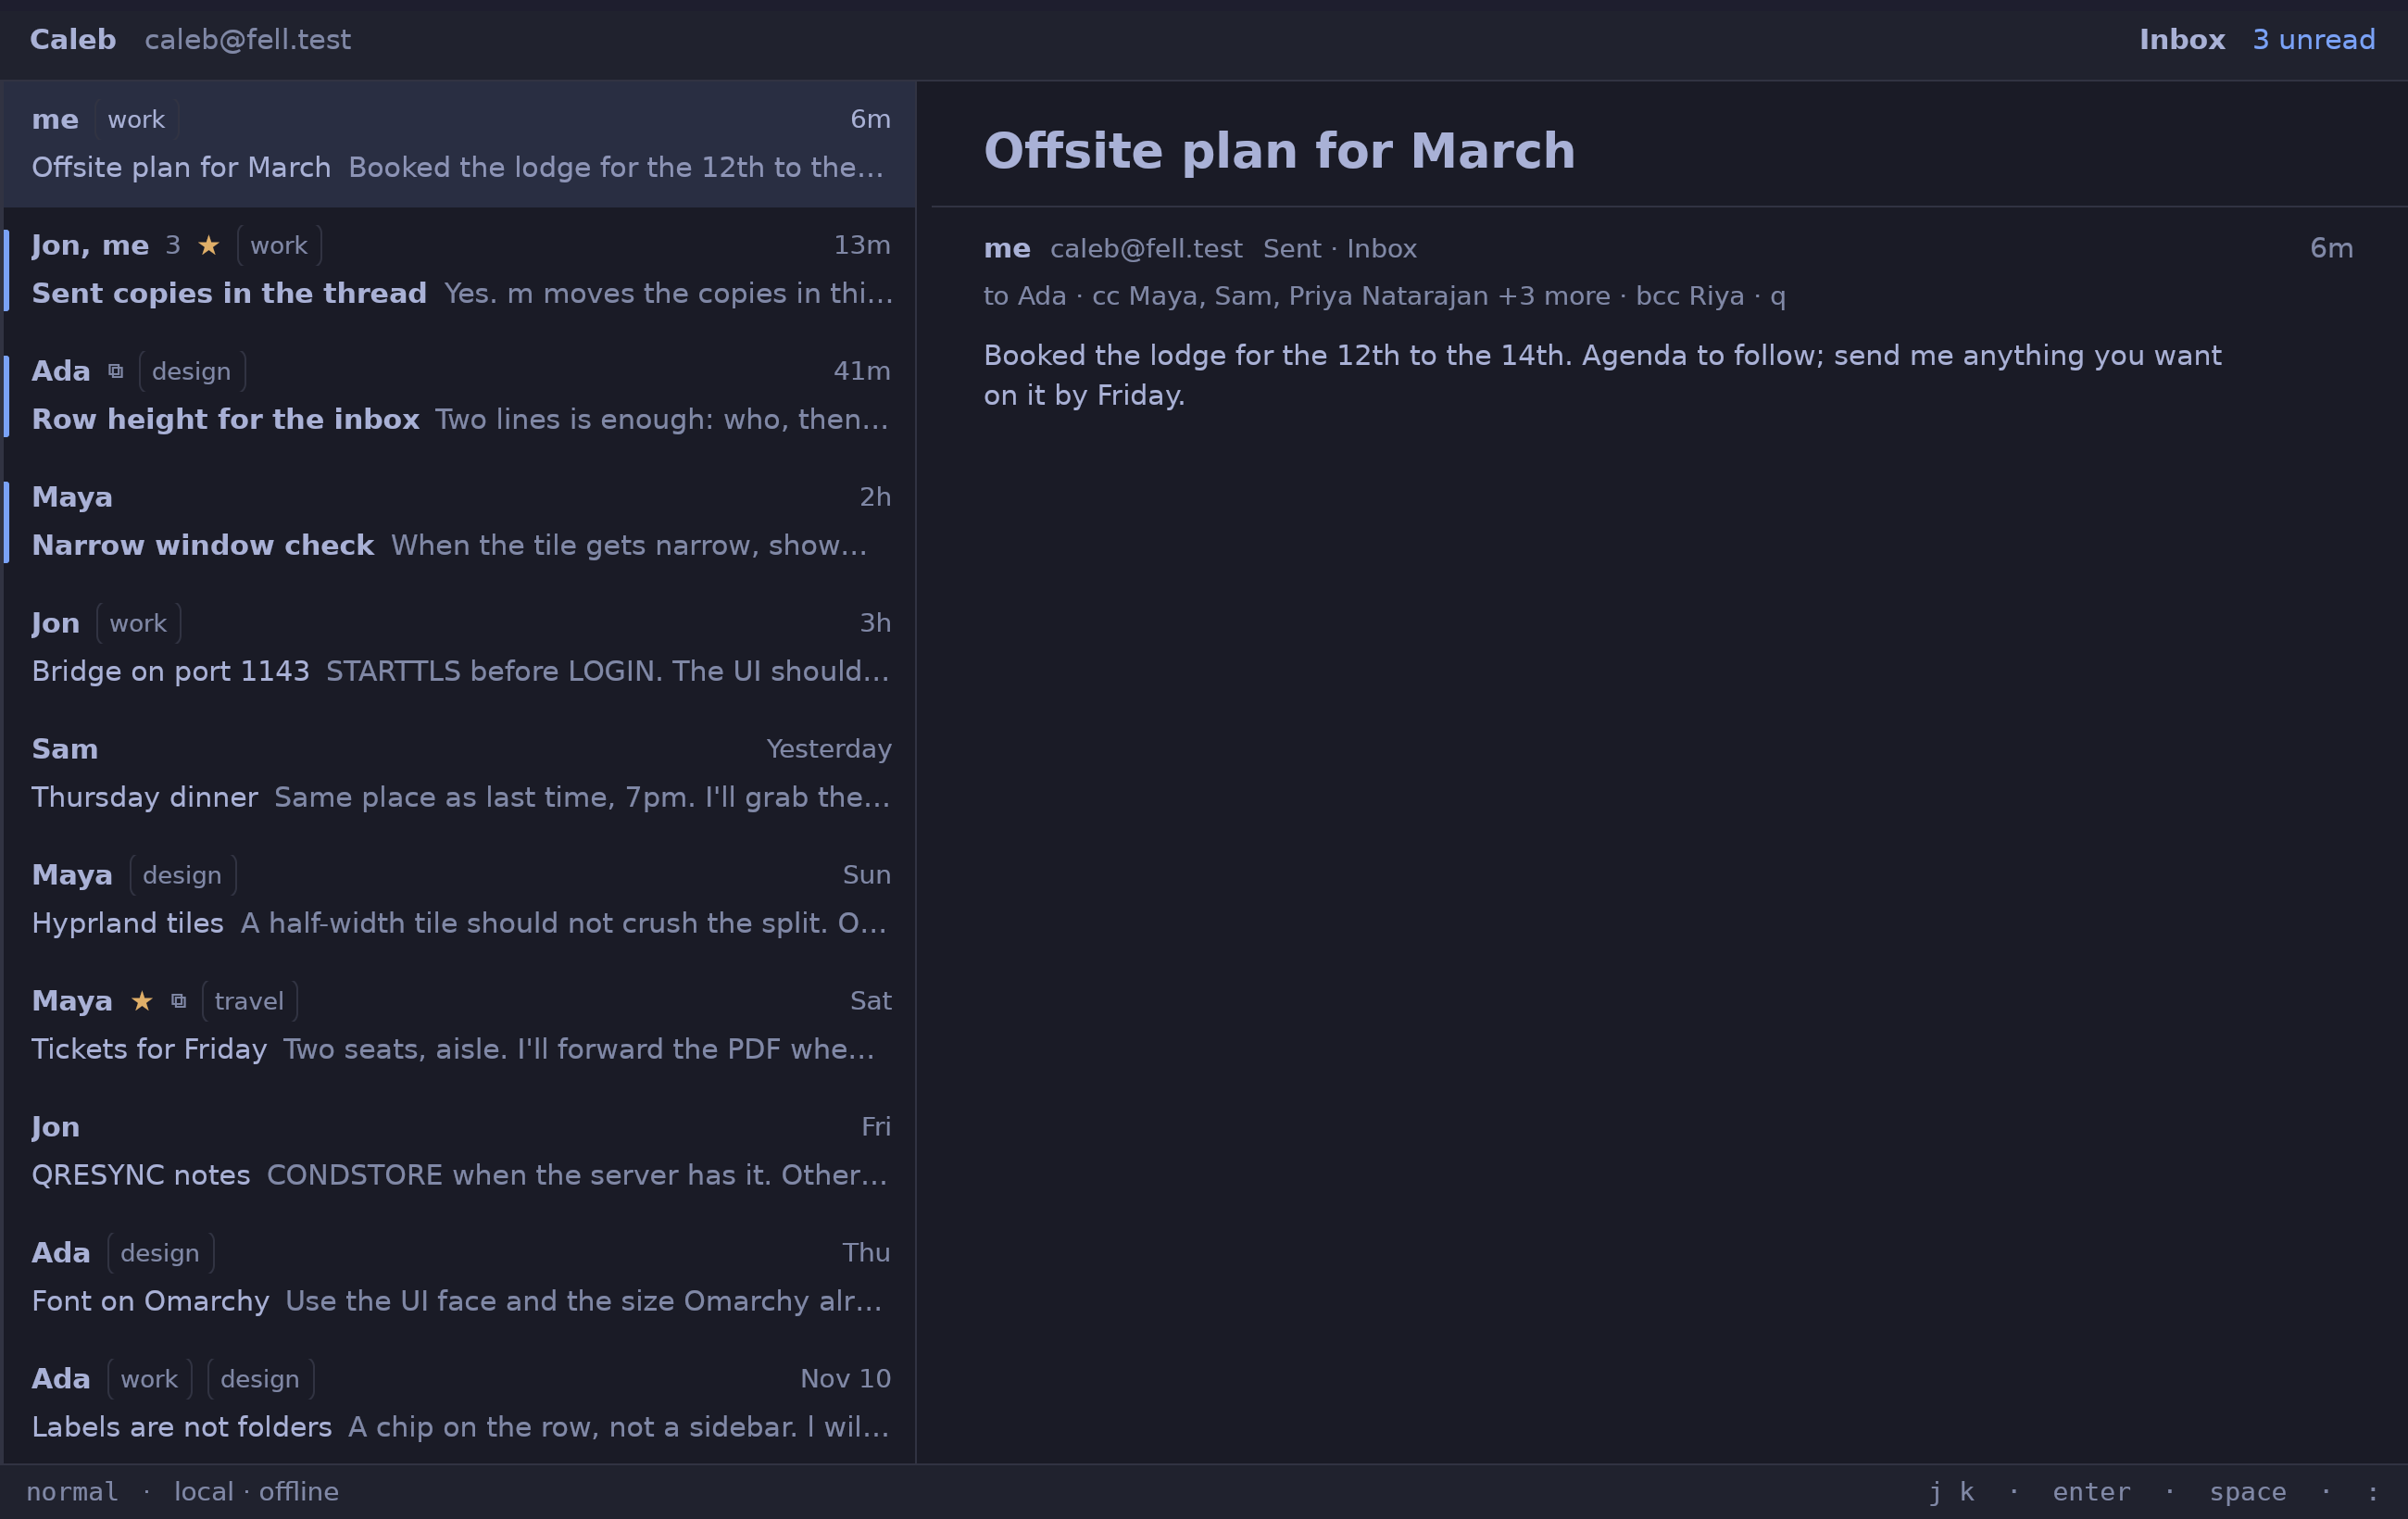 Caleb caleb@fell.test Inbox 3 unread
me work 6m
Offsite plan for March Booked the lodge for the 12th to the…
Jon, me 3 ★ work 13m
Sent copies in the thread Yes. m moves the copies in thi…
Ada ⧉ design 41m
Row height for the inbox Two lines is enough: who, then…
Maya 2h
Narrow window check When the tile gets narrow, show…
Jon work 3h
Bridge on port 1143 STARTTLS before LOGIN. The UI should…
Sam Yesterday
Thursday dinner Same place as last time, 7pm. I'll grab the…
Maya design Sun
Hyprland tiles A half-width tile should not crush the split. O…
Maya ★ ⧉ travel Sat
Tickets for Friday Two seats, aisle. I'll forward the PDF whe…
Jon Fri
QRESYNC notes CONDSTORE when the server has it. Other…
Ada design Thu
Font on Omarchy Use the UI face and the size Omarchy alr…
Ada work design Nov 10
Labels are not folders A chip on the row, not a sidebar. l wil…
Offsite plan for March
me caleb@fell.test Sent · Inbox 6m
to Ada · cc Maya, Sam, Priya Natarajan +3 more · bcc Riya · q
Booked the lodge for the 12th to the 14th. Agenda to follow; send me anything you want
on it by Friday.
normal · local · offline j k · enter · space · :